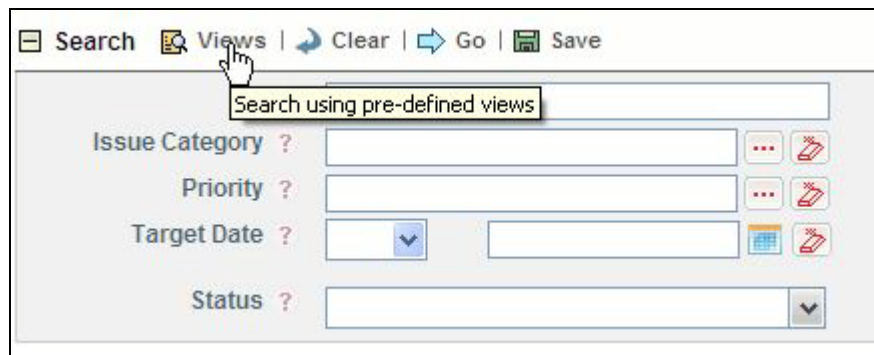 Search Views | Clear | Go | Save
Search using pre-defined views
Issue Category ?
Priority ?
Target Date ?
Status ?